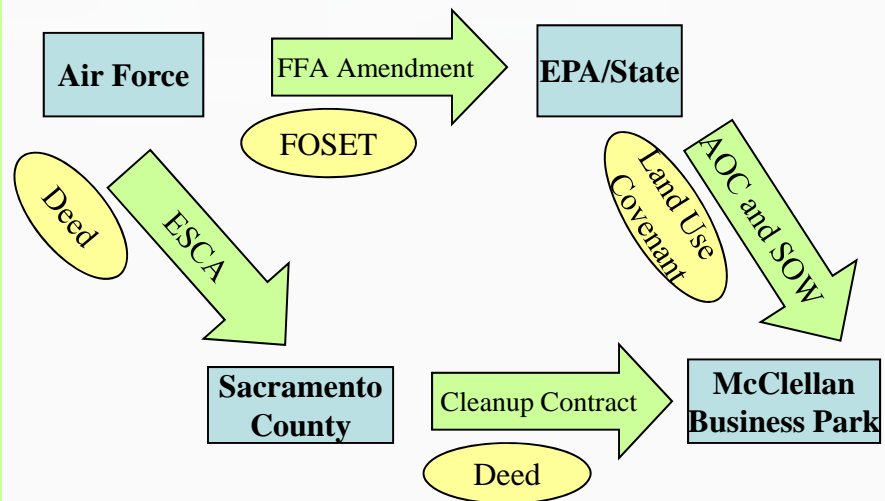 Air Force
FFA Amendment
EPA/State
FOSET
Deed
ESCA
Land Use
Covenant
AOC and SOW
Sacramento
County
Cleanup Contract
McClellan
Business Park
Deed